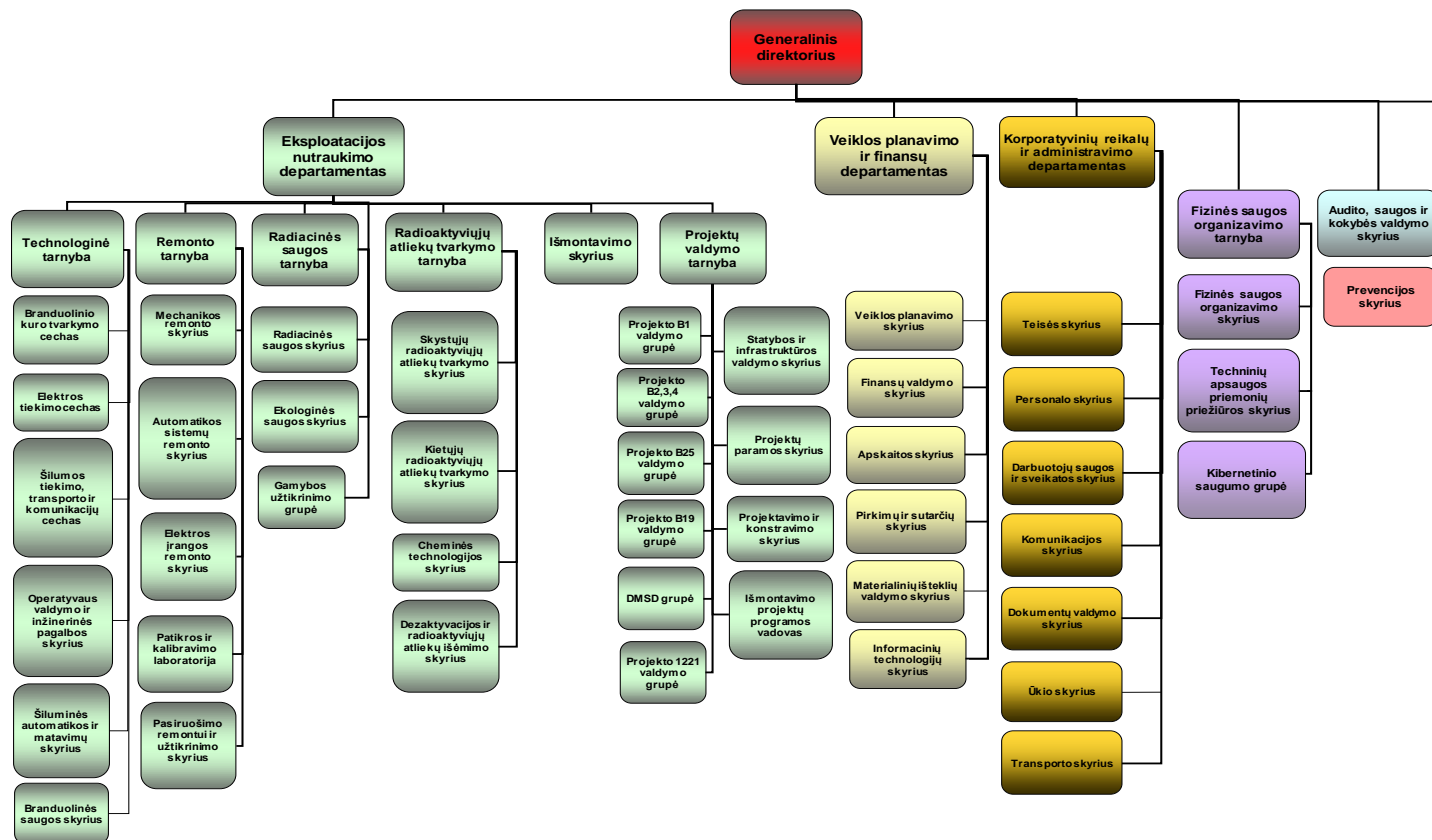 Generalinis
direktorius
Eksploatacijos
nutraukimo
departamentas
Veiklos planavimo
ir finansų
departamentas
Korporatyvinių reikalų
ir administravimo
departamentas
Technologinė
tarnyba
Remonto
tarnyba
Radiacinės
saugos
tarnyba
Radioaktyviųjų
atliekų tvarkymo
tarnyba
Išmontavimo
skyrius
Projektų
valdymo
tarnyba
Fizinės saugos
organizavimo
tarnyba
Audito, saugos ir
kokybės valdymo
skyrius
Branduolinio
kuro tvarkymo
cechas
Elektros
tiekimo cechas
Šilumos
tiekimo,
transporto ir
komunikacijų
cechas
Operatyvaus
valdymo ir
inžinerinės
pagalbos
skyrius
Šiluminės
automatikos ir
matavimų
skyrius
Branduolinės
saugos skyrius
Mechanikos
remonto
skyrius
Automatikos
sistemų
remonto
skyrius
Elektros
įrangos
remonto
skyrius
Patikros ir
kalibravimo
laboratorija
Pasiruošimo
remontui ir
užtikrinimo
skyrius
Radiacinės
saugos skyrius
Ekologinės
saugos skyrius
Gamybos
užtikrinimo
grupė
Skystųjų
radioaktyviųjų
atliekų tvarkymo
skyrius
Kietųjų
radioaktyviųjų
atliekų tvarkymo
skyrius
Cheminės
technologijos
skyrius
Dezaktyvacijos ir
radioaktyviųjų
atliekų išėmimo
skyrius
Projekto B1
valdymo
grupė
Projekto
B2,3,4
valdymo
grupė
Projekto B25
valdymo
grupė
Projekto B19
valdymo
grupė
DMSD grupė
Projekto 1221
valdymo
grupė
Statybos ir
infrastruktūros
valdymo skyrius
Projektų
paramos skyrius
Projektavimo ir
konstravimo
skyrius
Išmontavimo
projektų
programos
vadovas
Veiklos planavimo
skyrius
Finansų valdymo
skyrius
Apskaitos skyrius
Pirkimų ir sutarčių
skyrius
Materialinių išteklių
valdymo skyrius
Informacinių
technologijų
skyrius
Teisės skyrius
Personalo skyrius
Darbuotojų saugos
ir sveikatos skyrius
Komunikacijos
skyrius
Dokumentų valdymo
skyrius
Ūkio skyrius
Transporto skyrius
Fizinės saugos
organizavimo
skyrius
Techninių
apsaugos
priemonių
priežiūros skyrius
Kibernetinio
saugumo grupė
Prevencijos
skyrius